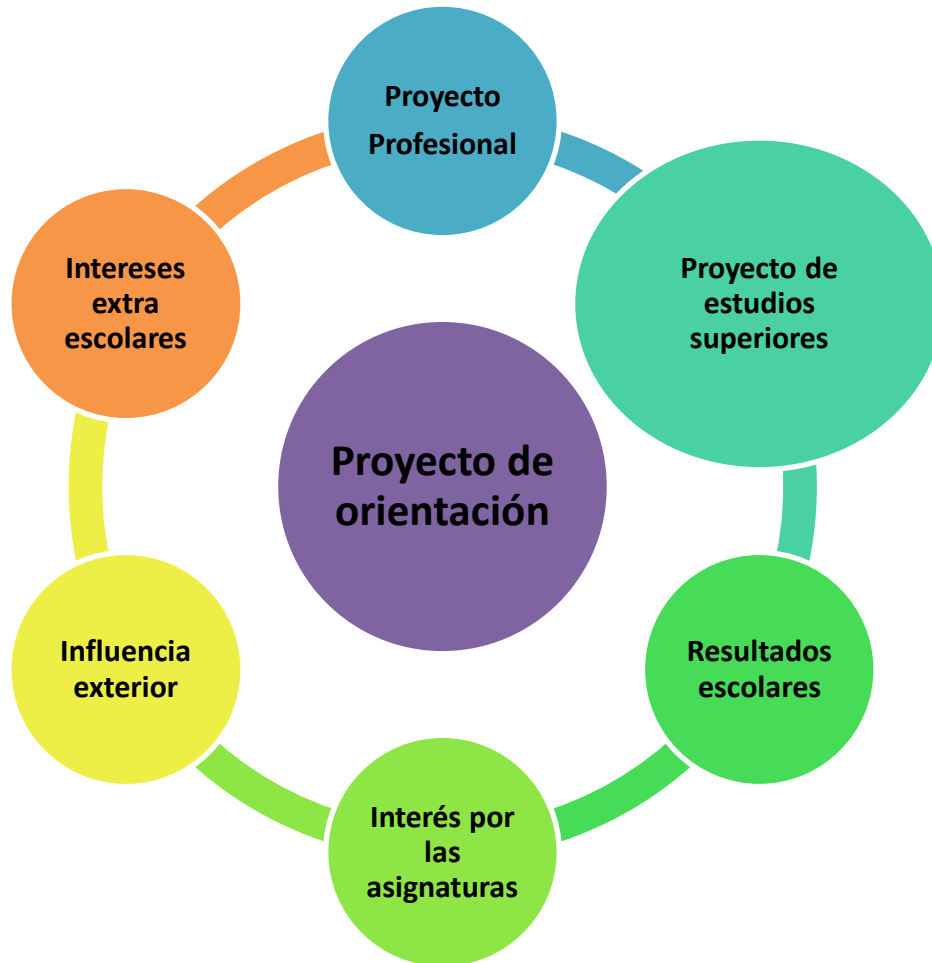 Proyecto
Profesional
Proyecto de
estudios
superiores
Resultados
escolares
Interés por
las
asignaturas
Influencia
exterior
Intereses
extra
escolares
Proyecto de
orientación